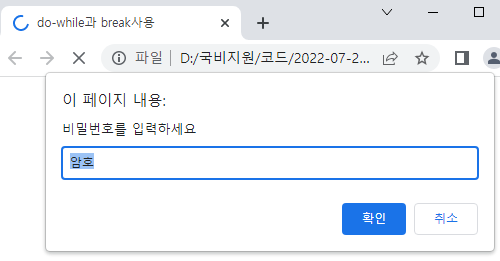 do-while과 break사용
파일 D:/국비지원/코드/2022-07-2...
이 페이지 내용:
비밀번호를 입력하세요
암호
확인 취소